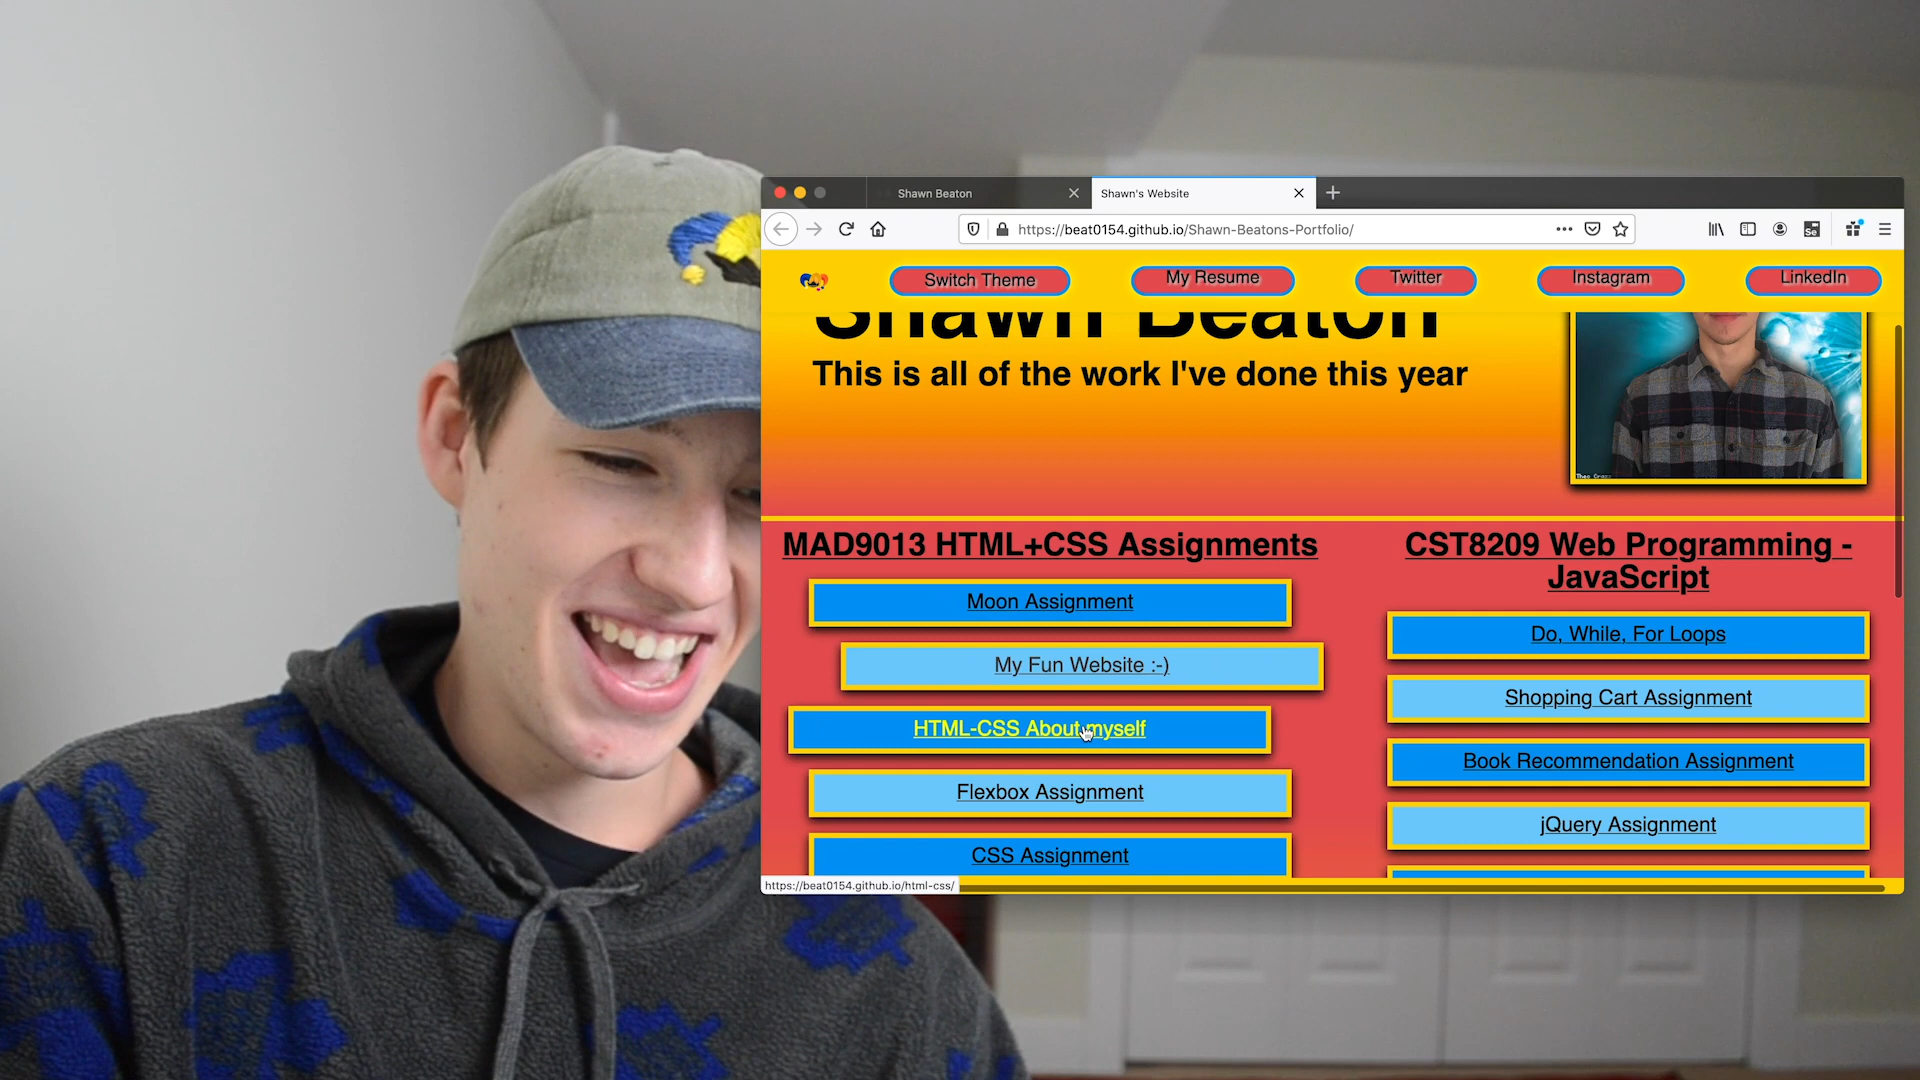 Shawn Beaton
Shawn's Website
https://beat0154.github.io/Shawn-Beatons-Portfolio/
Switch Theme
My Resume
Twitter
Instagram
LinkedIn
Shawn Beaton
This is all of the work I've done this year
MAD9013 HTML+CSS Assignments
Moon Assignment
My Fun Website :-)
HTML-CSS About myself
Flexbox Assignment
CSS Assignment
CST8209 Web Programming -
JavaScript
Do, While, For Loops
Shopping Cart Assignment
Book Recommendation Assignment
jQuery Assignment
https://beat0154.github.io/html-css/